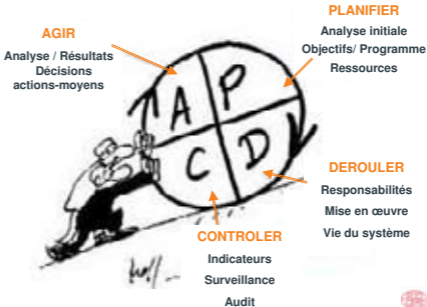 AGIR
Analyse / Résultats
Décisions
actions-moyens
PLANIFIER
Analyse initiale
Objectifs/ Programme
Ressources
A
P
C
D
DEROULER
Responsabilités
Mise en œuvre
Vie du système
CONTROLER
Indicateurs
Surveillance
Audit